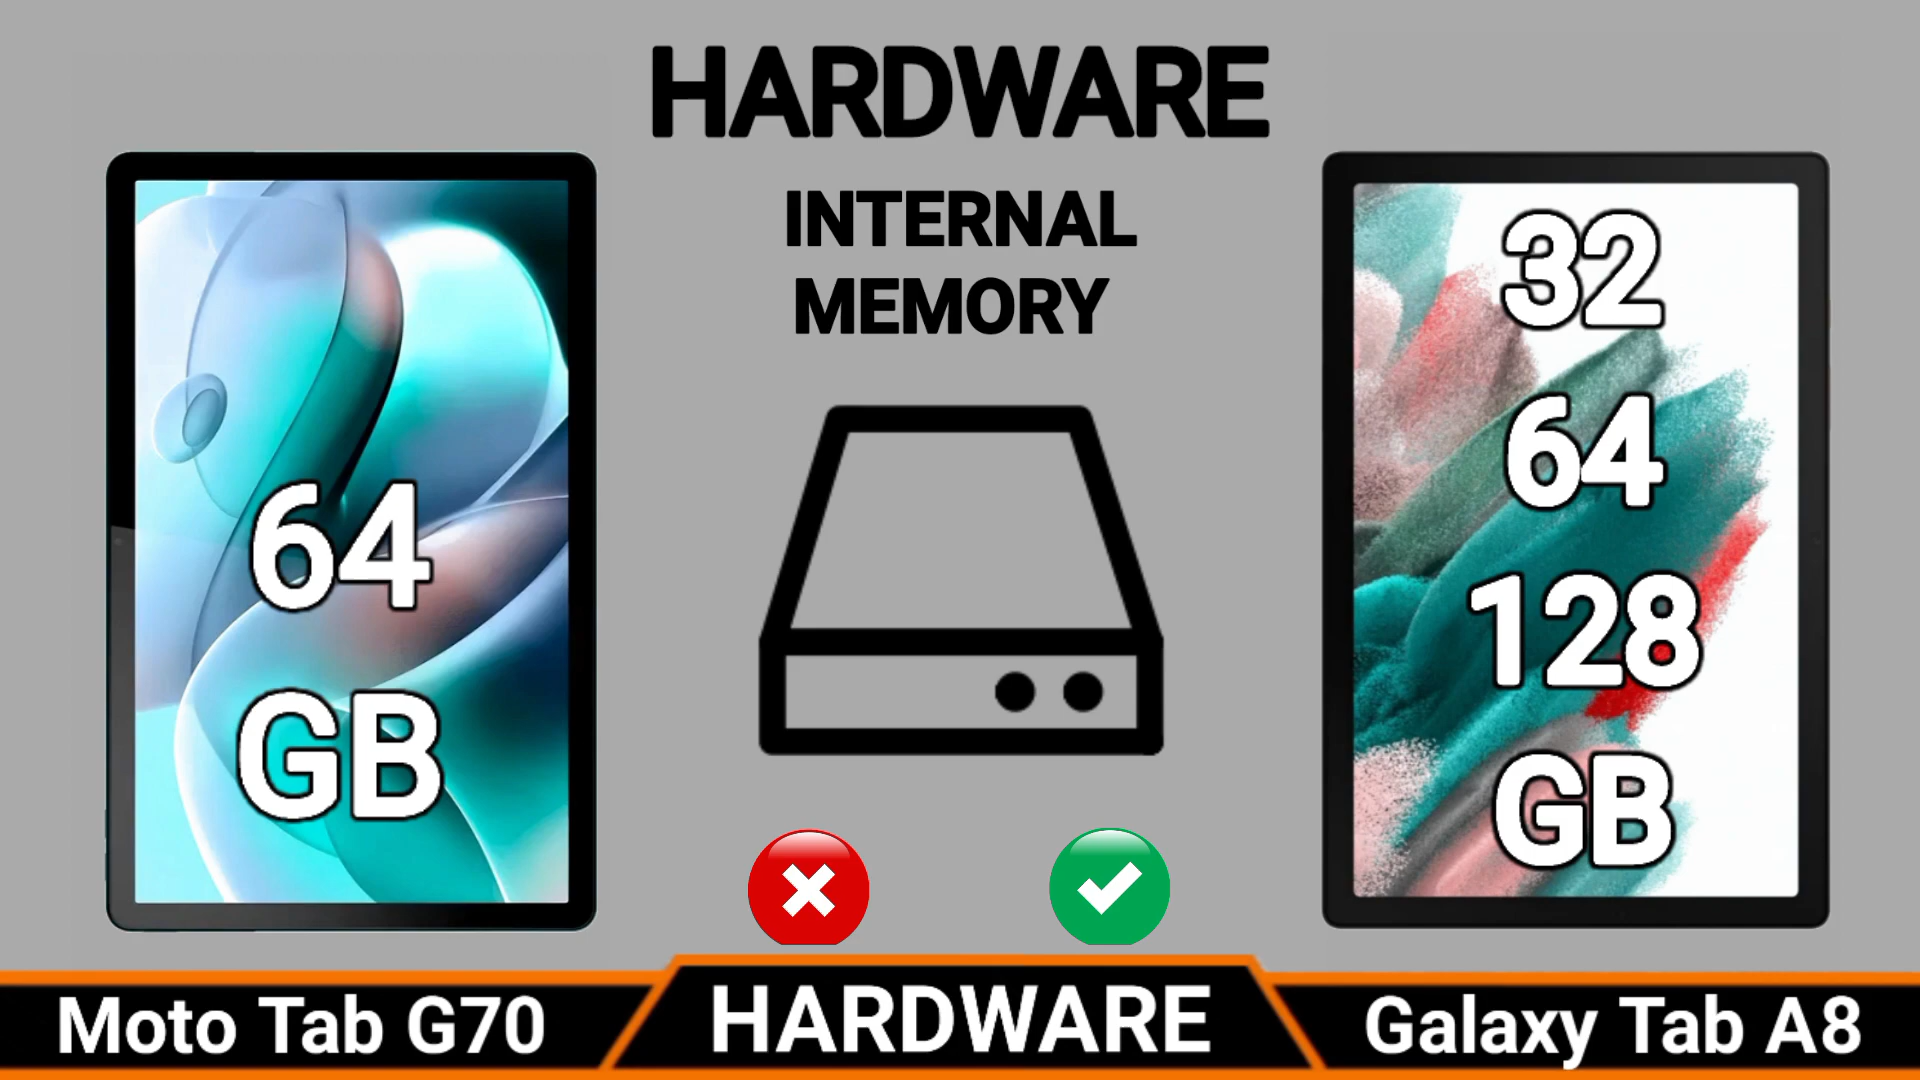 HARDWARE
INTERNAL
MEMORY
64
GB
32
64
128
GB
Moto Tab G70
HARDWARE
Galaxy Tab A8